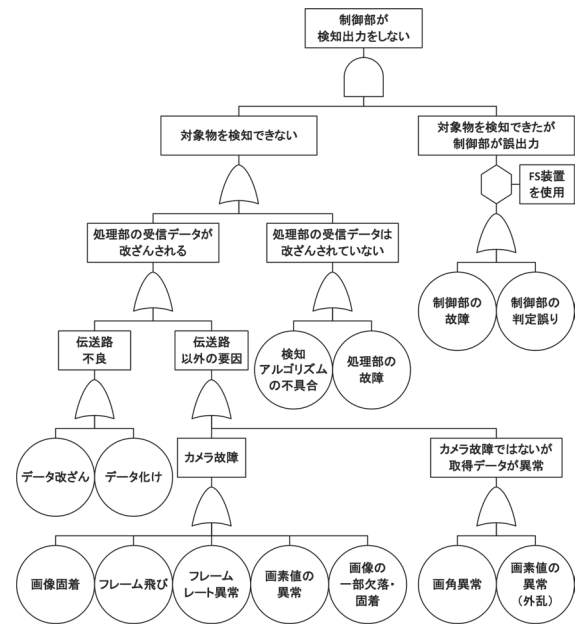 制御部が
検知出力をしない
対象物を検知できない
対象物を検知できたが
制御部が誤出力
FS装置
を使用
処理部の受信データが
改ざんされる
処理部の受信データは
改ざんされていない
制御部の
故障
制御部の
判定誤り
伝送路
不良
伝送路
以外の要因
検知
アルゴリズム
の不具合
処理部の
故障
データ改ざん
データ化け
カメラ故障
カメラ故障ではないが
取得データが異常
画像固着
フレーム飛び
フレーム
レート異常
画素値の
異常
画像の
一部欠落・
固着
画角異常
画素値の
異常
（外乱）